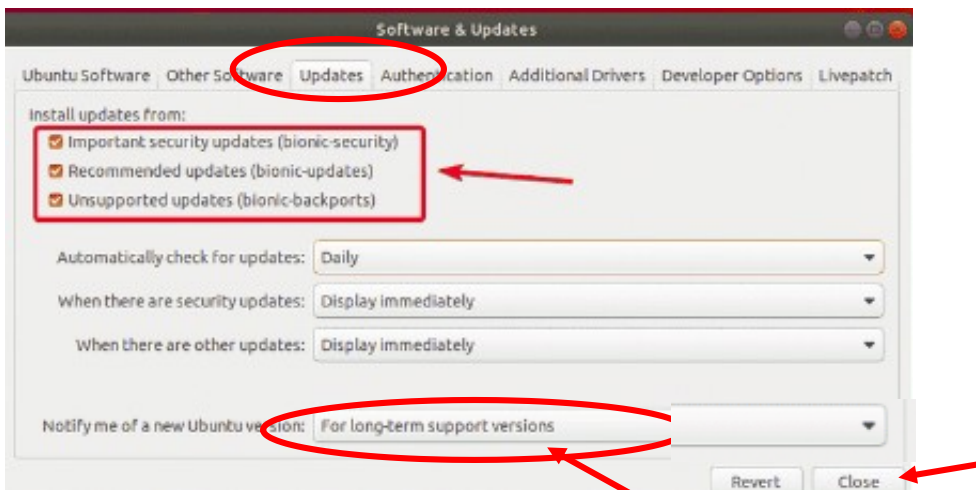 Software & Updates
Ubuntu Software Other Software Updates Authentication Additional Drivers Developer Options Livepatch
Install updates from:
Important security updates (bionic-security)
Recommended updates (bionic-updates)
Unsupported updates (bionic-backports)
Automatically check for updates: Daily
When there are security updates: Display immediately
When there are other updates: Display immediately
Notify me of a new Ubuntu version: For long-term support versions
Revert Close